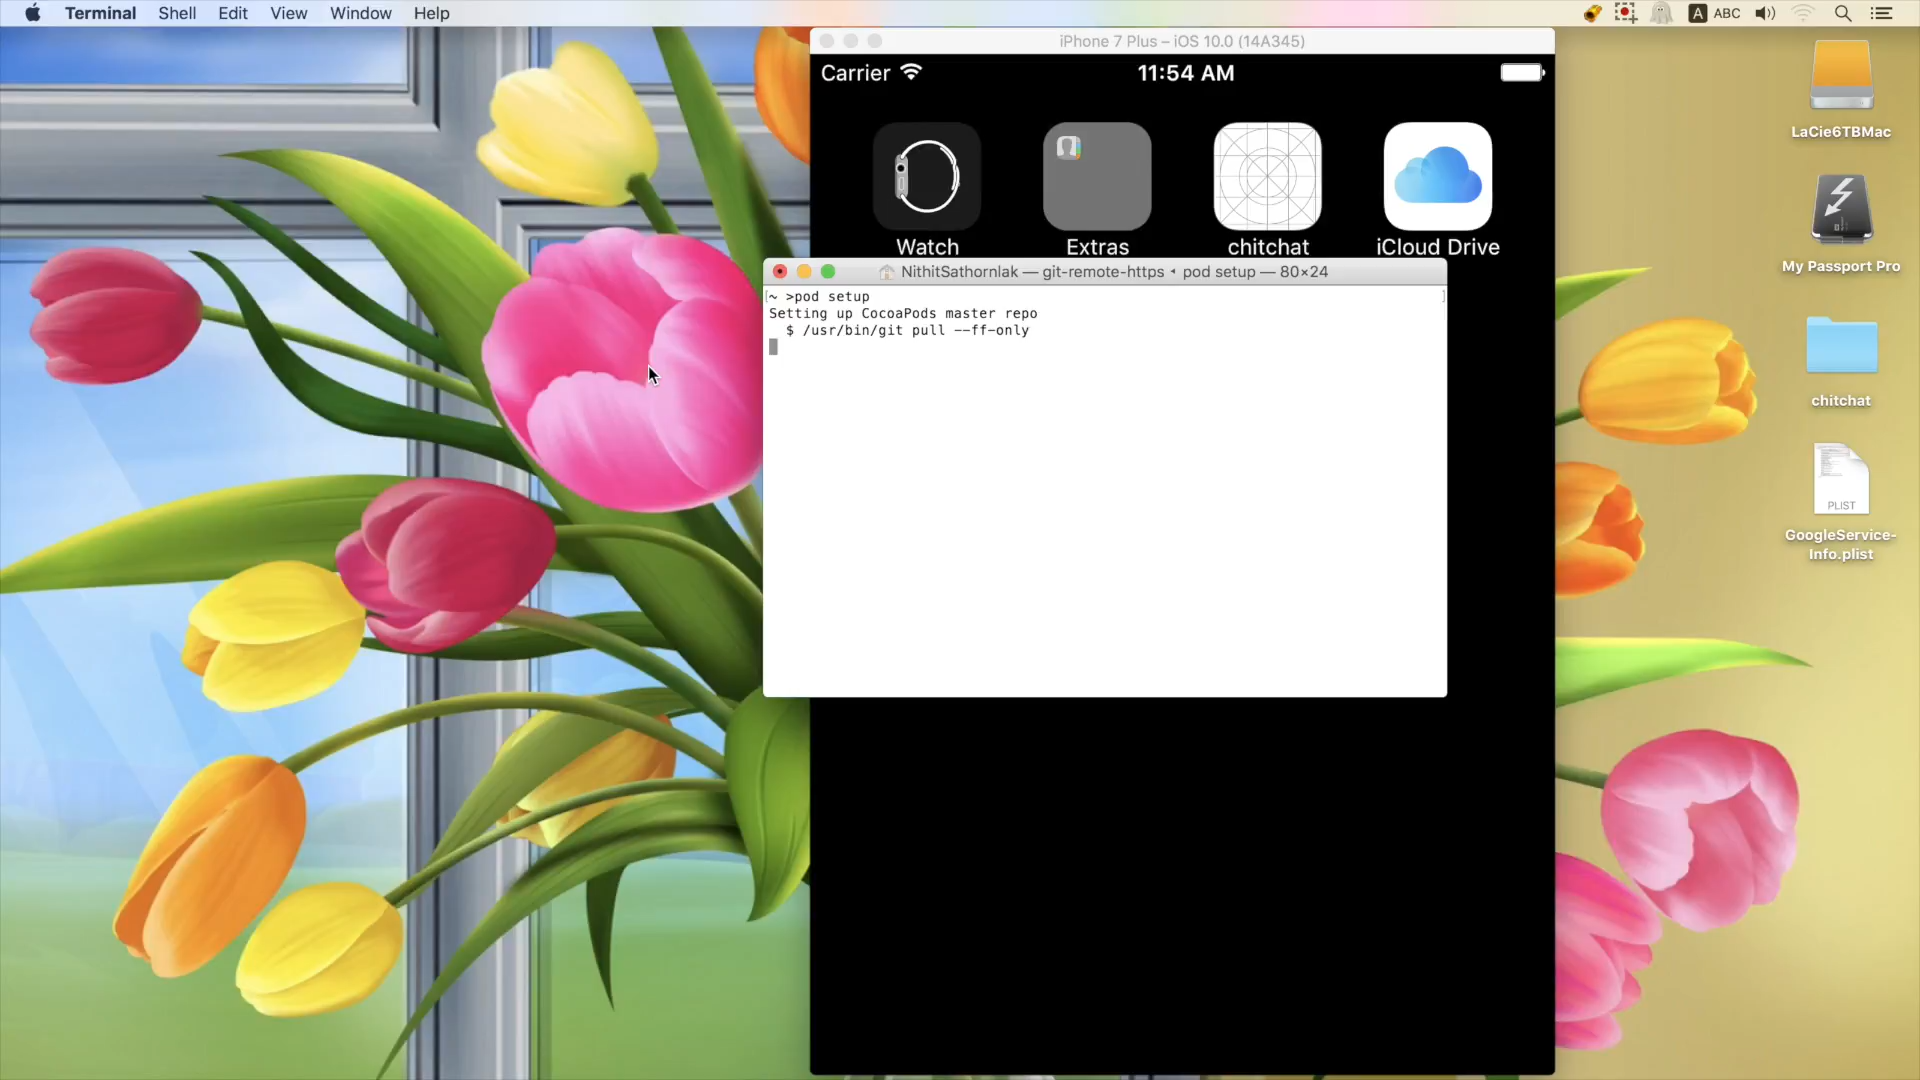 Terminal Shell Edit View Window Help
A ABC
iPhone 7 Plus – iOS 10.0 (14A345)
Carrier 11:54 AM
Watch Extras chitchat iCloud Drive
NithitSathornlak — git-remote-https ◂ pod setup — 80×24
[~ >pod setup ]
Setting up CocoaPods master repo
$ /usr/bin/git pull --ff-only
LaCie6TBMac
My Passport Pro
chitchat
PLIST
GoogleService-
Info.plist